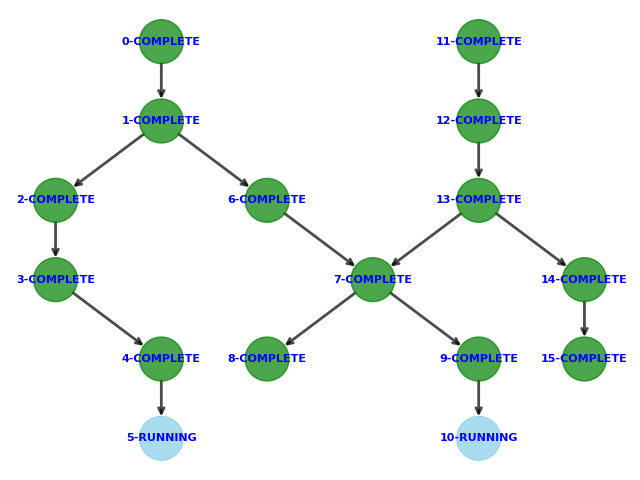 0-COMPLETE
11-COMPLETE
1-COMPLETE
12-COMPLETE
2-COMPLETE
6-COMPLETE
13-COMPLETE
3-COMPLETE
7-COMPLETE
14-COMPLETE
4-COMPLETE
8-COMPLETE
9-COMPLETE
15-COMPLETE
5-RUNNING
10-RUNNING